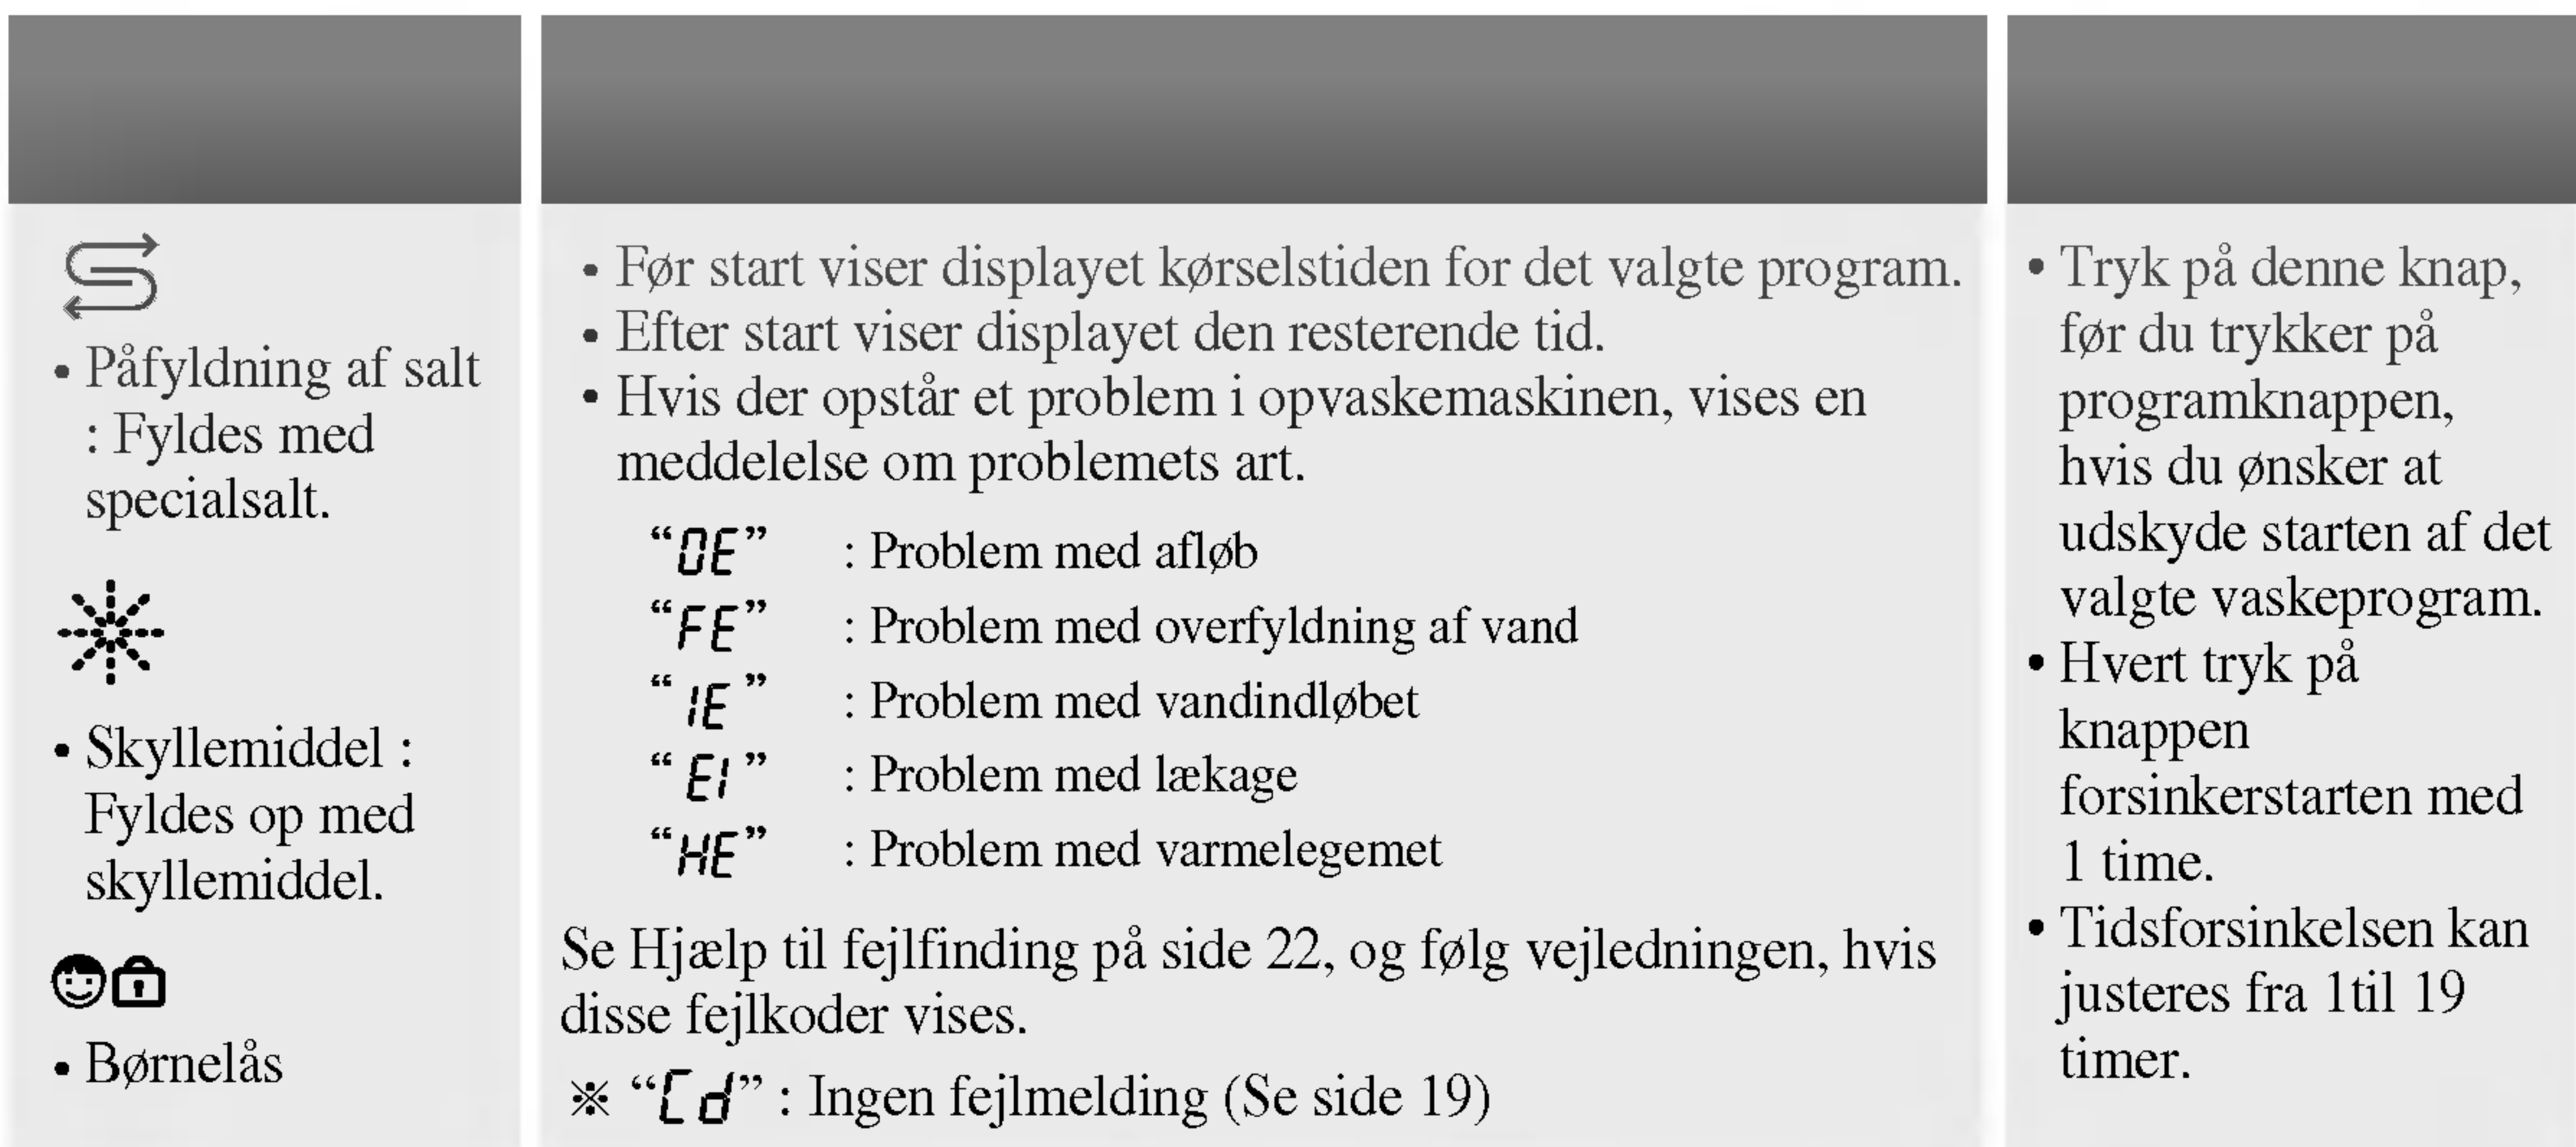 • Påfyldning af salt
: Fyldes med
specialsalt.
• Skyllemiddel :
Fyldes op med
skyllemiddel.
• Børnelås
• Før start viser displayet kørselstiden for det valgte program.
• Efter start viser displayet den resterende tid.
• Hvis der opstår et problem i opvaskemaskinen, vises en
meddelelse om problemets art.
“OE” : Problem med afløb
“FE” : Problem med overfyldning af vand
“IE” : Problem med vandindløbet
“E1” : Problem med lækage
“HE” : Problem med varmelegemet
Se Hjælp til fejlfinding på side 22, og følg vejledningen, hvis
disse fejlkoder vises.
※ “Cd” : Ingen fejlmelding (Se side 19)
• Tryk på denne knap,
før du trykker på
programknappen,
hvis du ønsker at
udskyde starten af det
valgte vaskeprogram.
• Hvert tryk på
knappen
forsinkerstarten med
1 time.
• Tidsforsinkelsen kan
justeres fra 1til 19
timer.